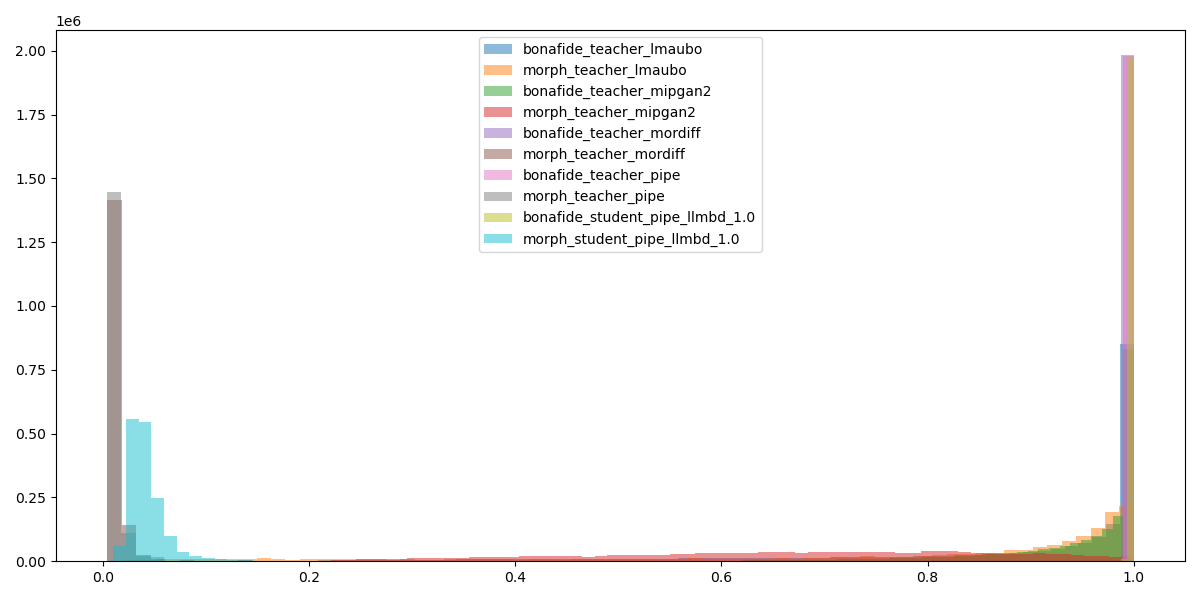 1e6
2.00
1.75
1.50
1.25
1.00
0.75
0.50
0.25
0.00
bonafide_teacher_lmaubo
morph_teacher_lmaubo
bonafide_teacher_mipgan2
morph_teacher_mipgan2
bonafide_teacher_mordiff
morph_teacher_mordiff
bonafide_teacher_pipe
morph_teacher_pipe
bonafide_student_pipe_llmbd_1.0
morph_student_pipe_llmbd_1.0
0.0 0.2 0.4 0.6 0.8 1.0